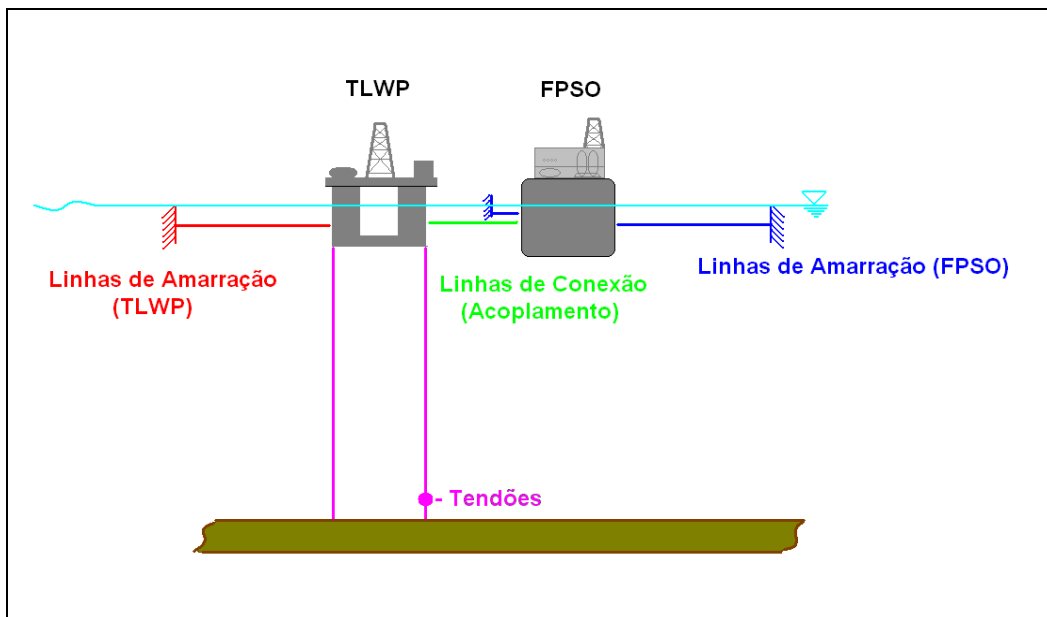 TLWP
FPSO
Linhas de Amarração
(TLWP)
Linhas de Conexão
(Acoplamento)
Linhas de Amarração (FPSO)
- Tendões